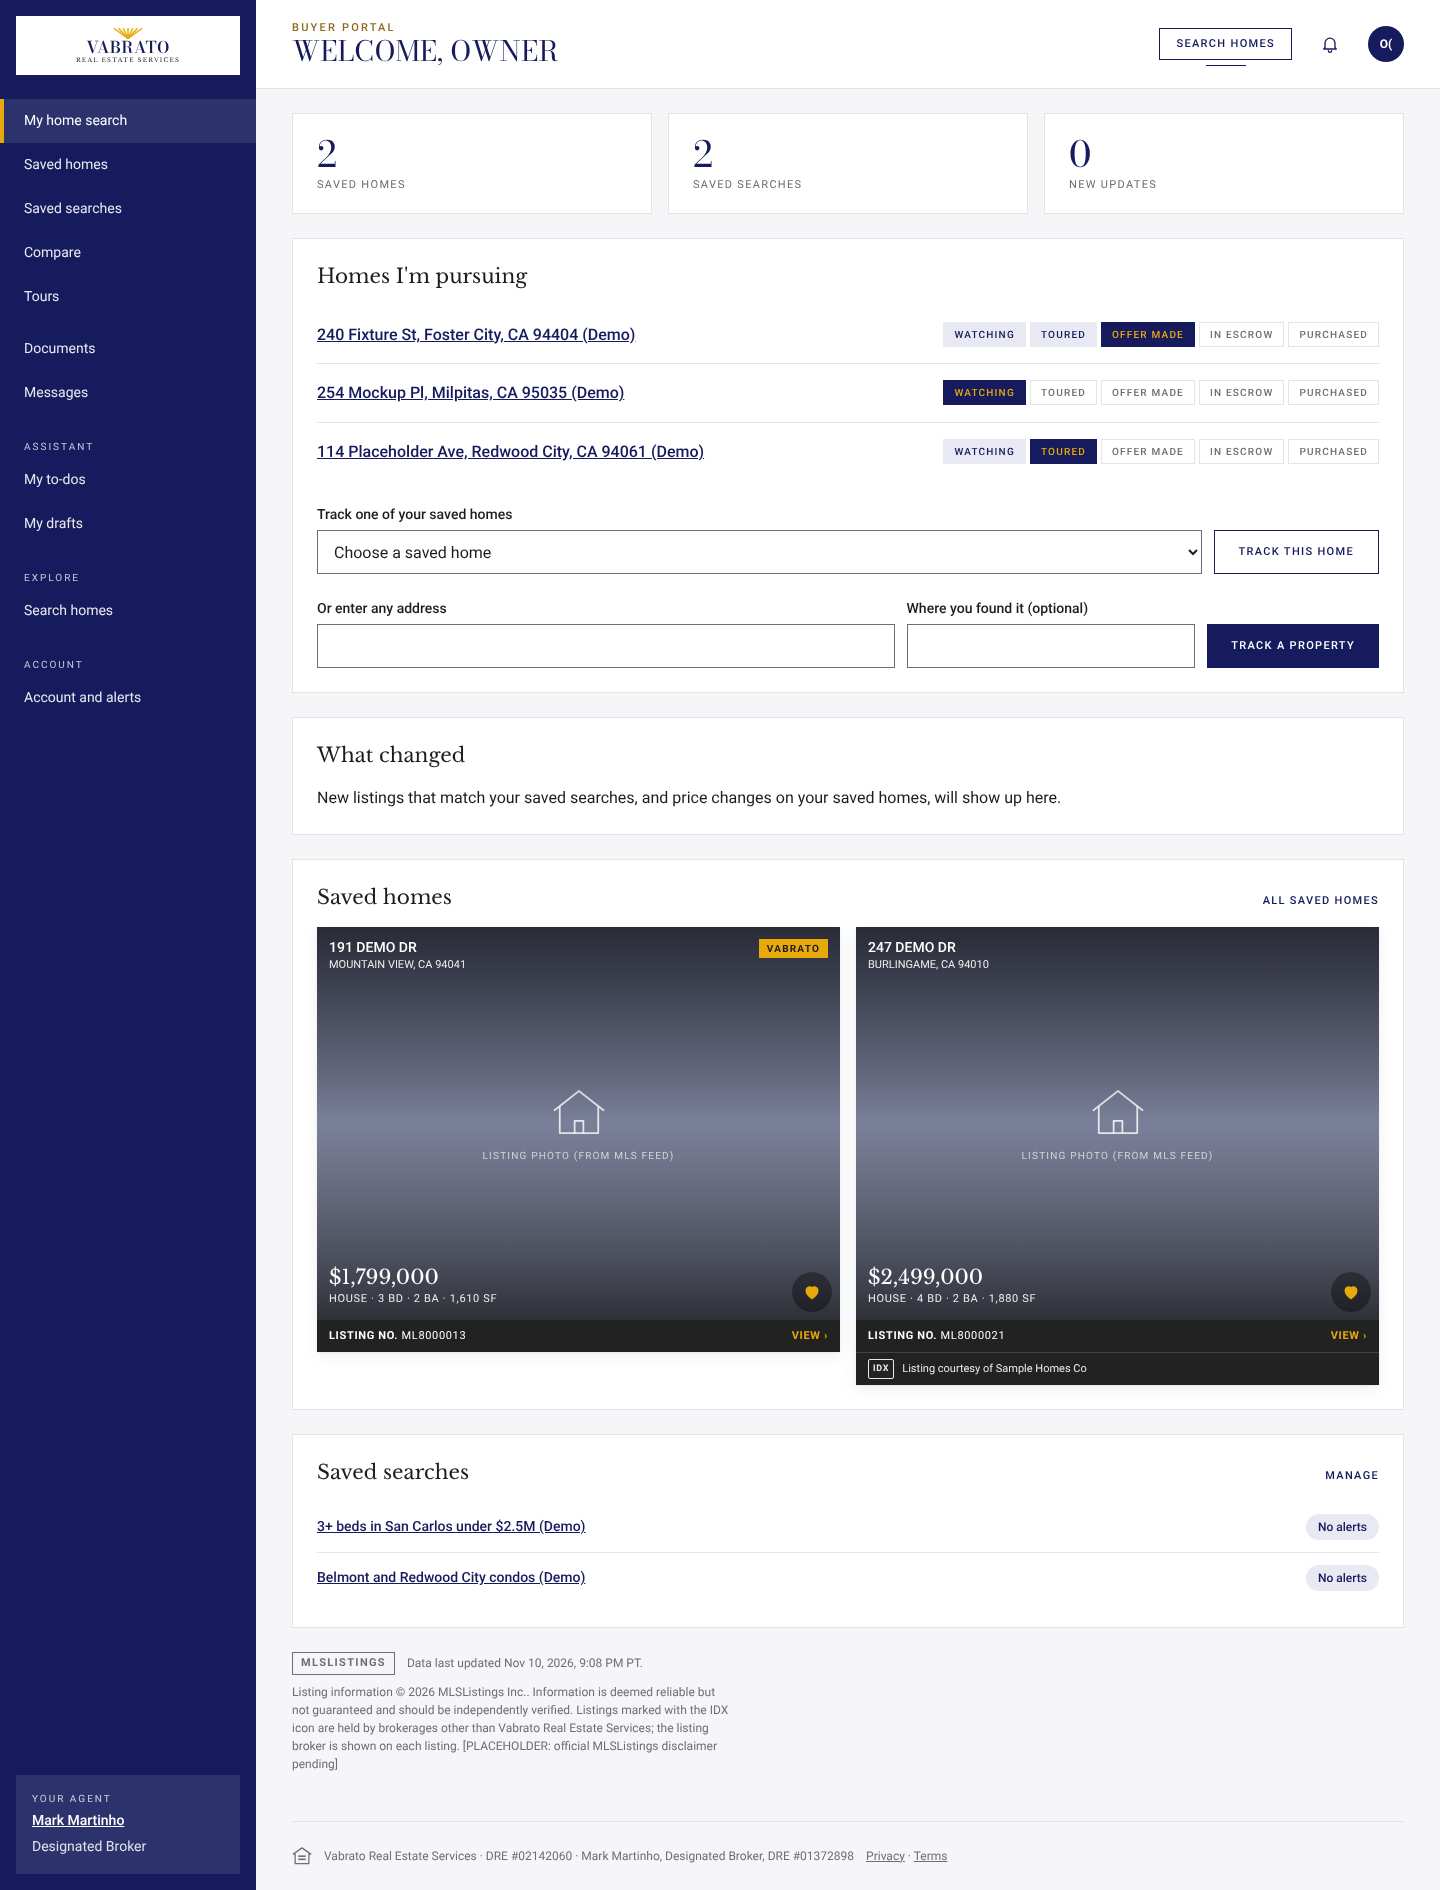 VABRATO
REAL ESTATE SERVICES
My home search
Saved homes
Saved searches
Compare
Tours
Documents
Messages
ASSISTANT
My to-dos
My drafts
EXPLORE
Search homes
ACCOUNT
Account and alerts
YOUR AGENT
Mark Martinho
Designated Broker
BUYER PORTAL
WELCOME, OWNER
SEARCH HOMES
O(
2
SAVED HOMES
2
SAVED SEARCHES
0
NEW UPDATES
Homes I'm pursuing
240 Fixture St, Foster City, CA 94404 (Demo) WATCHING TOURED OFFER MADE IN ESCROW PURCHASED
254 Mockup Pl, Milpitas, CA 95035 (Demo) WATCHING TOURED OFFER MADE IN ESCROW PURCHASED
114 Placeholder Ave, Redwood City, CA 94061 (Demo) WATCHING TOURED OFFER MADE IN ESCROW PURCHASED
Track one of your saved homes
Choose a saved home TRACK THIS HOME
Or enter any address Where you found it (optional)
TRACK A PROPERTY
What changed
New listings that match your saved searches, and price changes on your saved homes, will show up here.
Saved homes ALL SAVED HOMES
191 DEMO DR VABRATO
MOUNTAIN VIEW, CA 94041
LISTING PHOTO (FROM MLS FEED)
$1,799,000
HOUSE · 3 BD · 2 BA · 1,610 SF
LISTING NO. ML8000013 VIEW ›
247 DEMO DR
BURLINGAME, CA 94010
LISTING PHOTO (FROM MLS FEED)
$2,499,000
HOUSE · 4 BD · 2 BA · 1,880 SF
LISTING NO. ML8000021 VIEW ›
IDX Listing courtesy of Sample Homes Co
Saved searches MANAGE
3+ beds in San Carlos under $2.5M (Demo) No alerts
Belmont and Redwood City condos (Demo) No alerts
MLSLISTINGS Data last updated Nov 10, 2026, 9:08 PM PT.
Listing information © 2026 MLSListings Inc.. Information is deemed reliable but
not guaranteed and should be independently verified. Listings marked with the IDX
icon are held by brokerages other than Vabrato Real Estate Services; the listing
broker is shown on each listing. [PLACEHOLDER: official MLSListings disclaimer
pending]
Vabrato Real Estate Services · DRE #02142060 · Mark Martinho, Designated Broker, DRE #01372898 Privacy · Terms